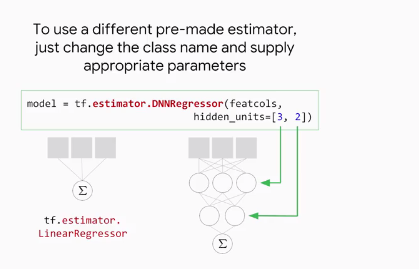 To use a different pre-made estimator,
just change the class name and supply
appropriate parameters
model = tf.estimator.DNNRegressor(featcols,
hidden_units=[3, 2])
Σ
tf.estimator.
LinearRegressor
Σ